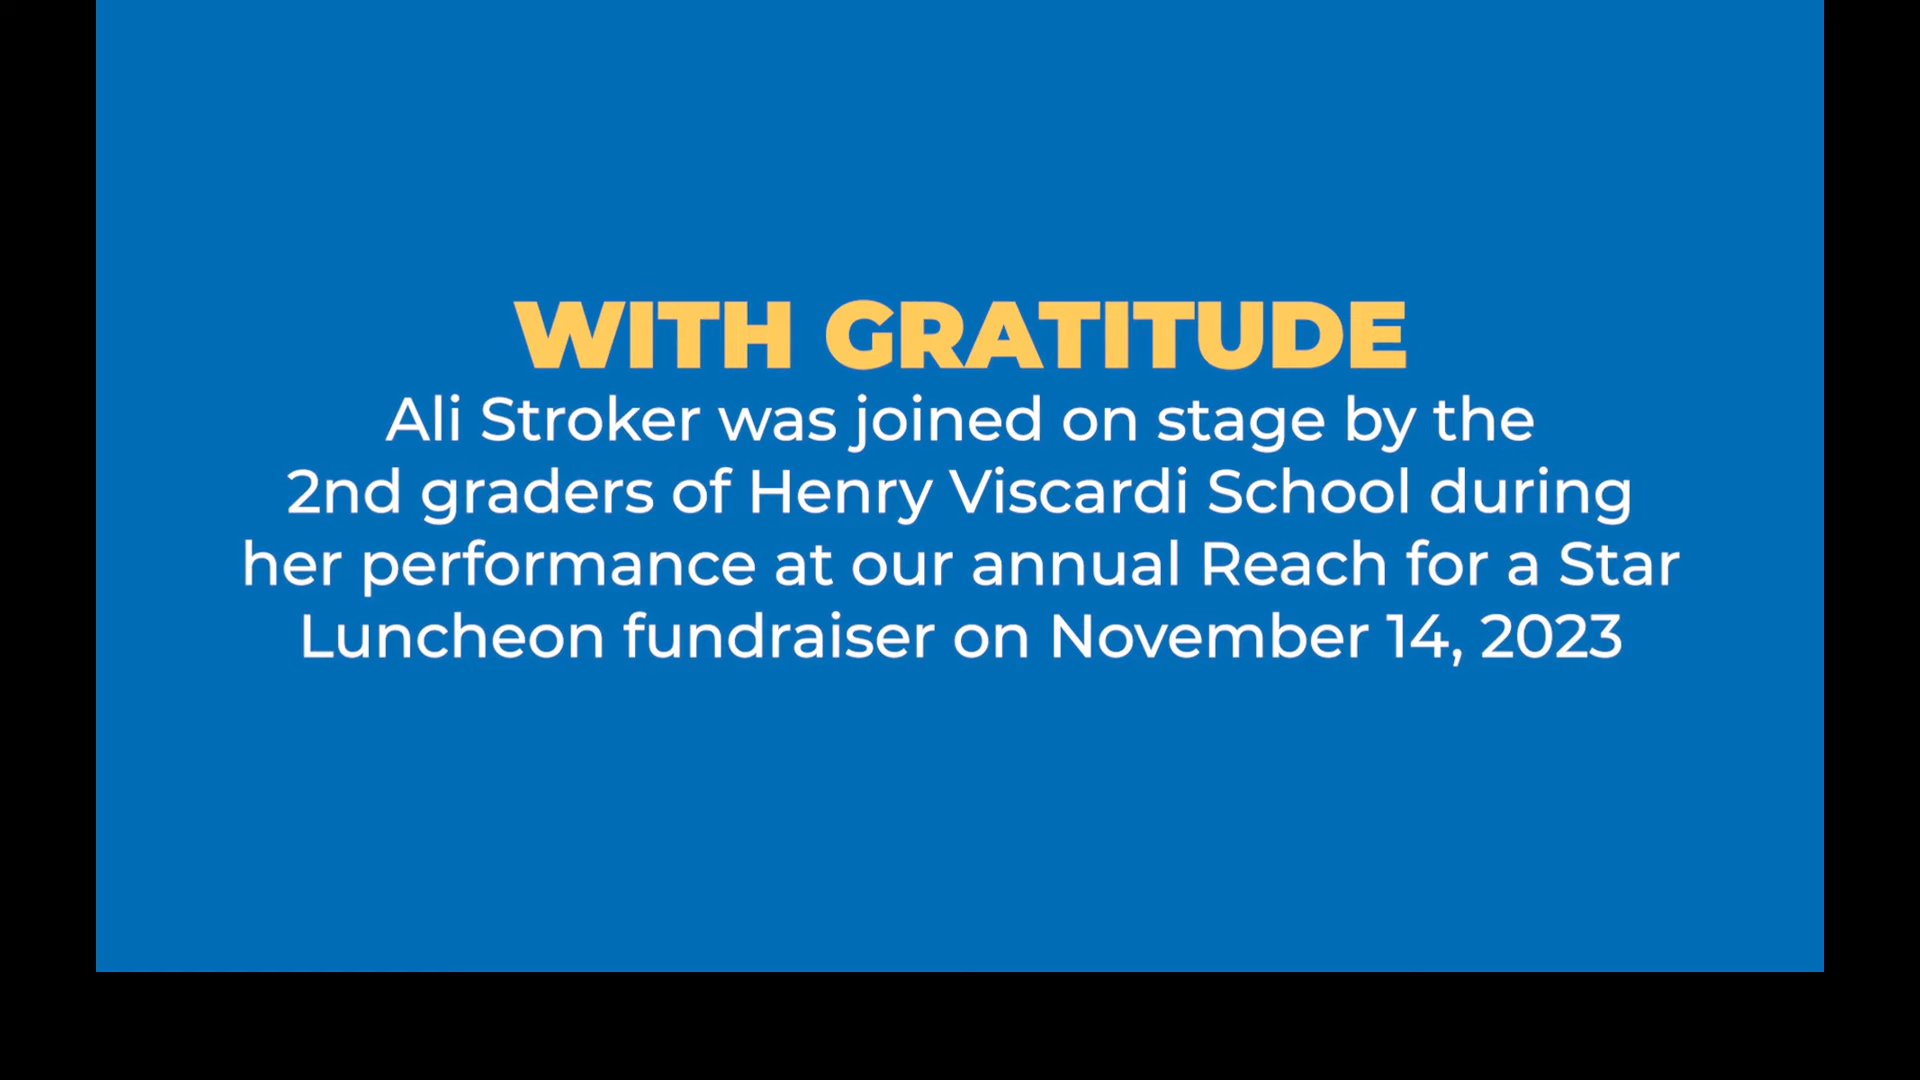 WITH GRATITUDE
Ali Stroker was joined on stage by the
2nd graders of Henry Viscardi School during
her performance at our annual Reach for a Star
Luncheon fundraiser on November 14, 2023